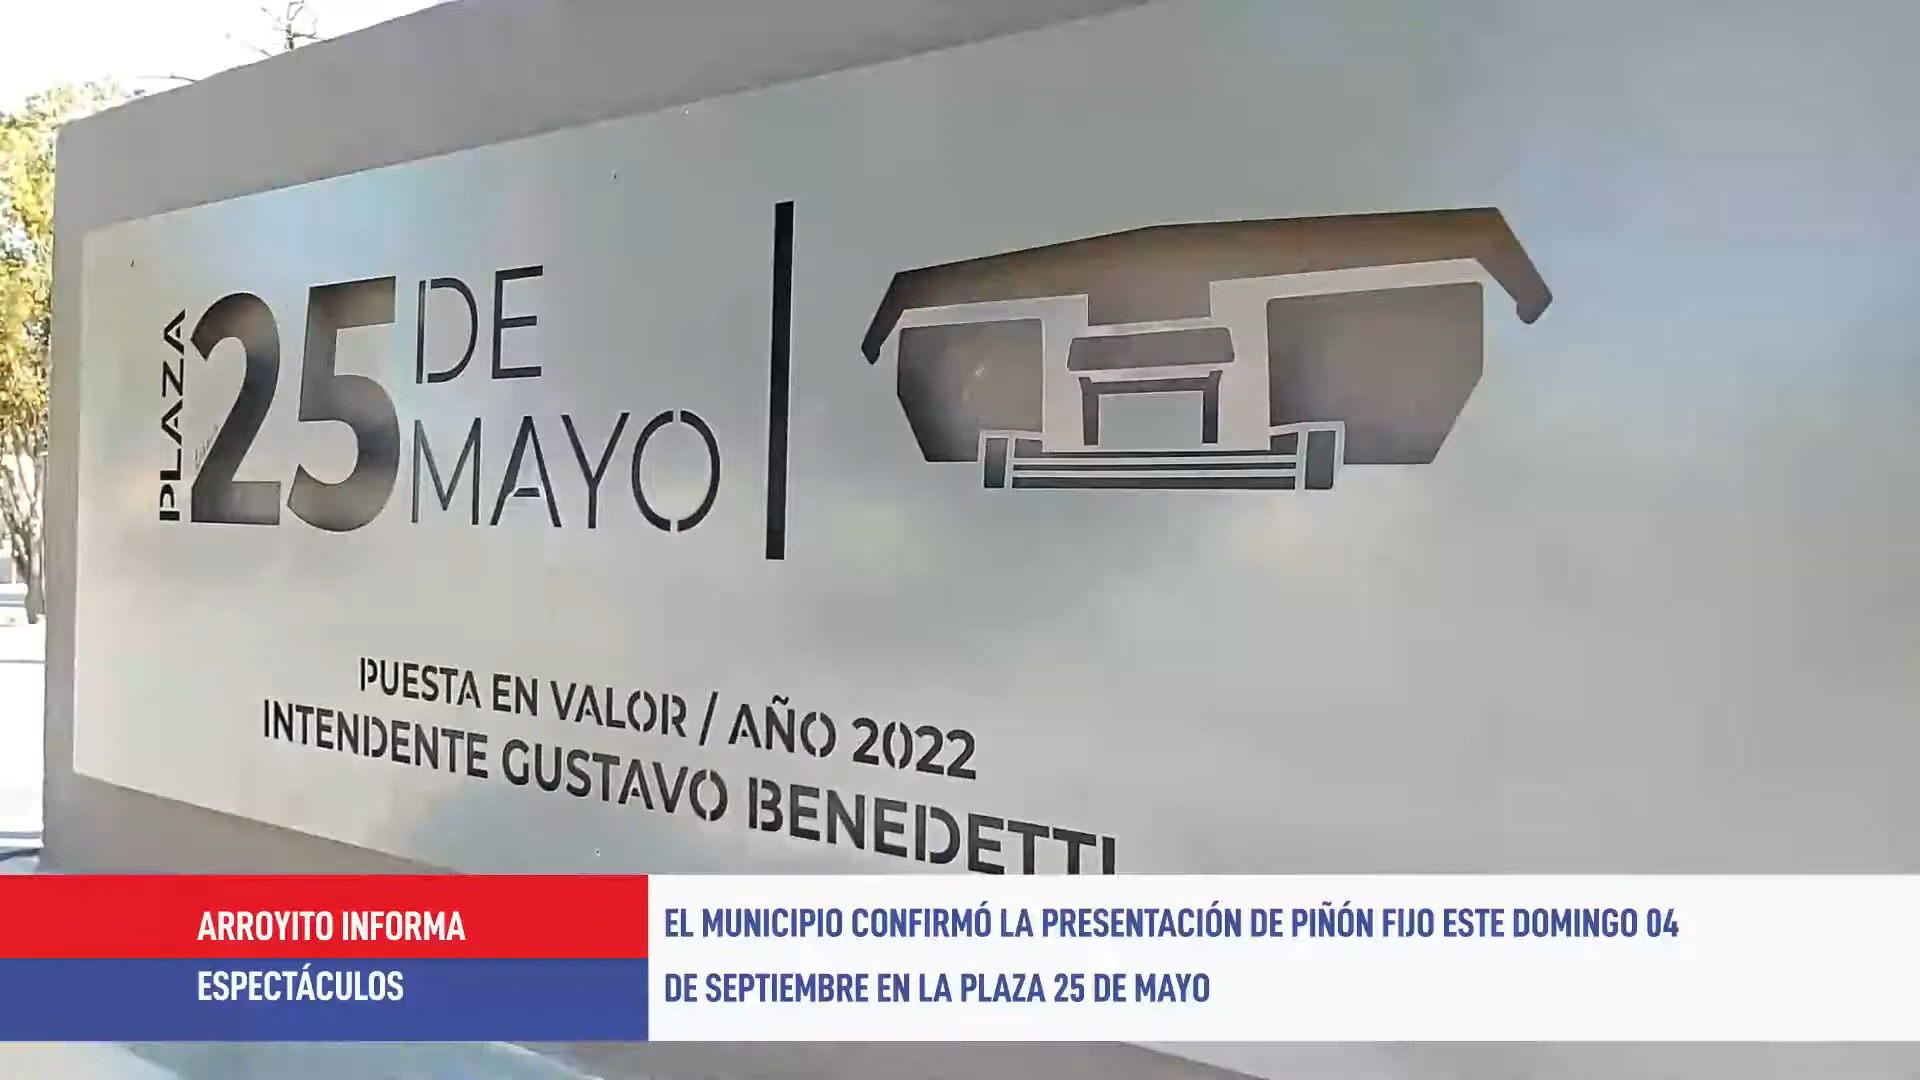 PLAZA
25 DE
MAYO
PUESTA EN VALOR / AÑO 2022
INTENDENTE GUSTAVO BENEDETTI
ARROYITO INFORMA
ESPECTÁCULOS
EL MUNICIPIO CONFIRMÓ LA PRESENTACIÓN DE PIÑÓN FIJO ESTE DOMINGO 04
DE SEPTIEMBRE EN LA PLAZA 25 DE MAYO